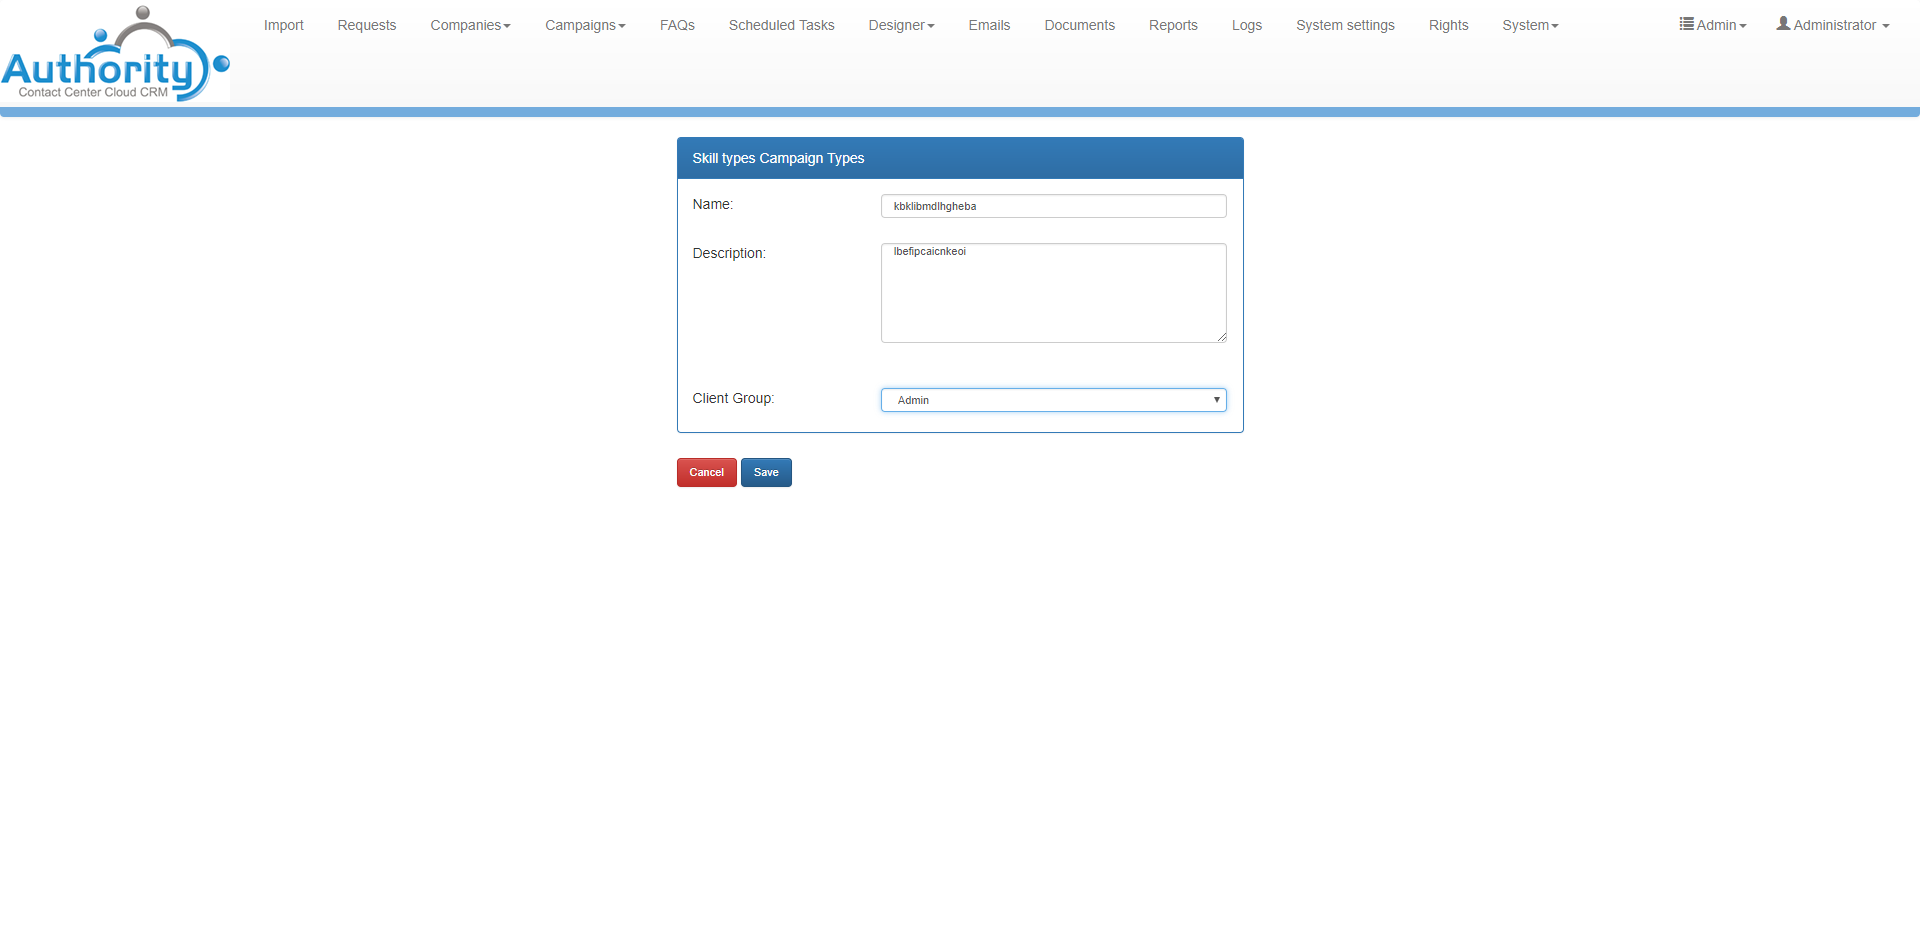 Authority
Contact Center Cloud CRM
Import Requests Companies Campaigns FAQs Scheduled Tasks Designer Emails Documents Reports Logs System settings Rights System Admin Administrator
Skill types Campaign Types
Name: kbklibmdlhgheba
Description: lbefipcaicnkeoi
Client Group: Admin
Cancel Save